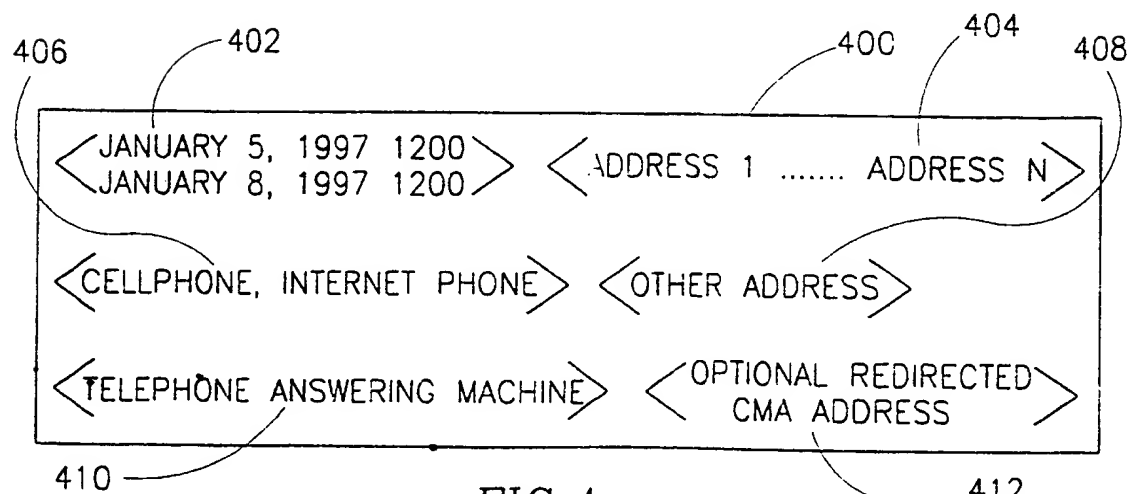 406 402 400 404 408
<JANUARY 5, 1997 1200
JANUARY 8, 1997 1200> <ADDRESS 1 ....... ADDRESS N>
<CELLPHONE, INTERNET PHONE> <OTHER ADDRESS>
<TELEPHONE ANSWERING MACHINE> <OPTIONAL REDIRECTED
CMA ADDRESS>
410 412